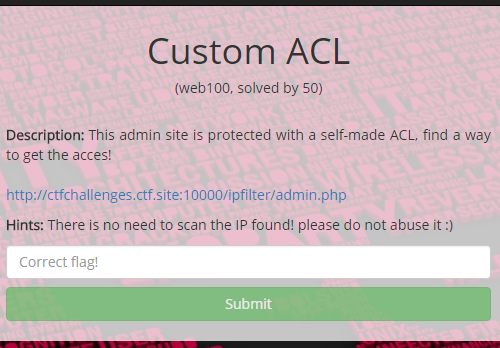 Custom ACL
(web100, solved by 50)
Description: This admin site is protected with a self-made ACL, find a way
to get the acces!
http://ctfchallenges.ctf.site:10000/ipfilter/admin.php
Hints: There is no need to scan the IP found! please do not abuse it :)
Correct flag!
Submit